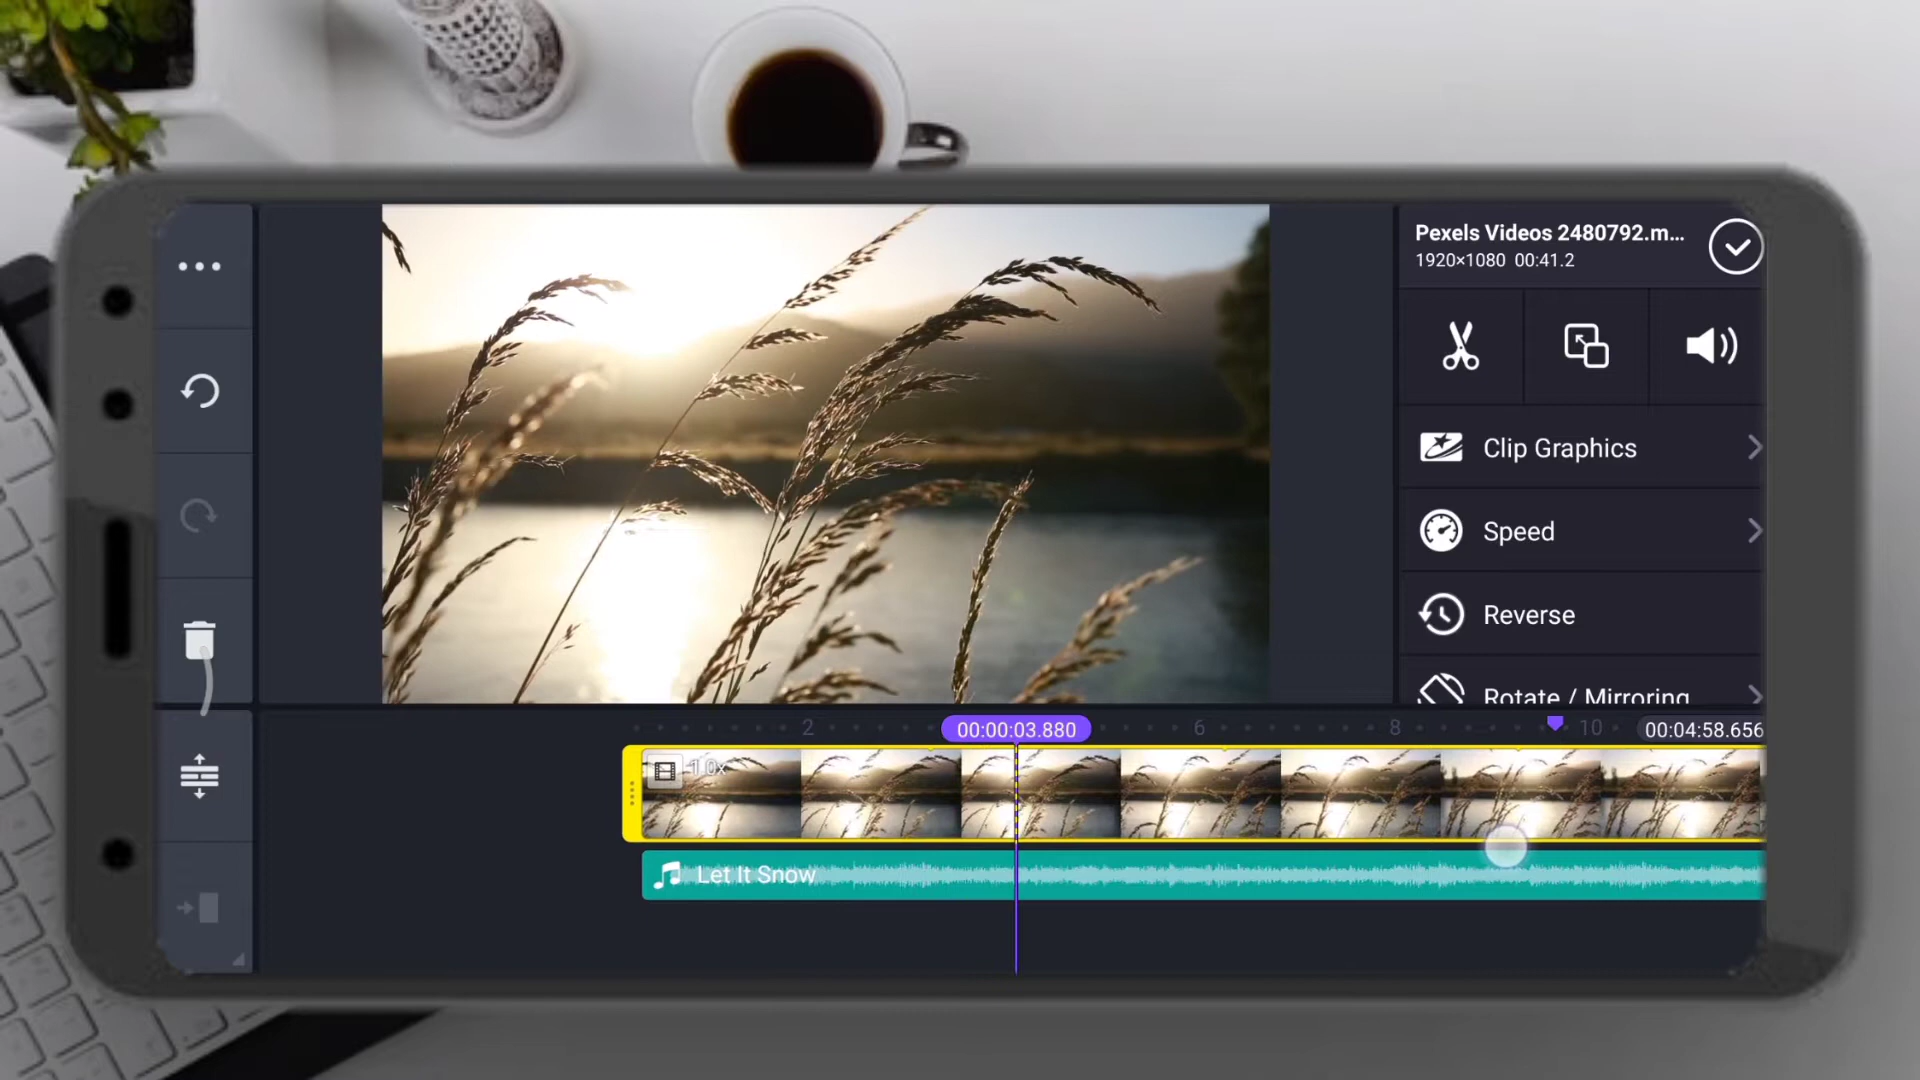 Pexels Videos 2480792.m...
1920×1080 00:41.2
Clip Graphics
Speed
Reverse
Rotate / Mirroring
2
00:00:03.880
6
8
10
00:04:58.656
1.0x
Let It Snow